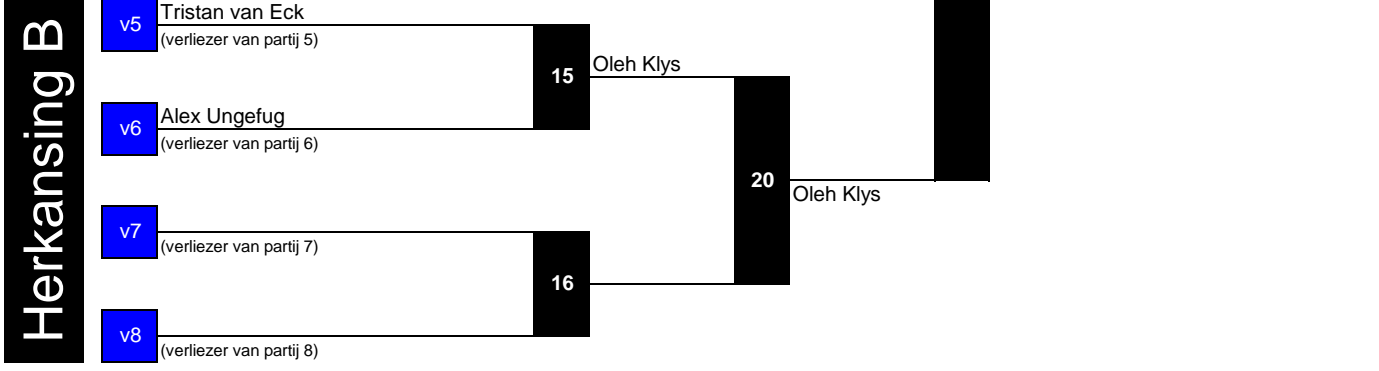 Herkansing B
v5
Tristan van Eck
(verliezer van partij 5)
15
Oleh Klys
v6
Alex Ungefug
(verliezer van partij 6)
20
Oleh Klys
v7
(verliezer van partij 7)
16
v8
(verliezer van partij 8)